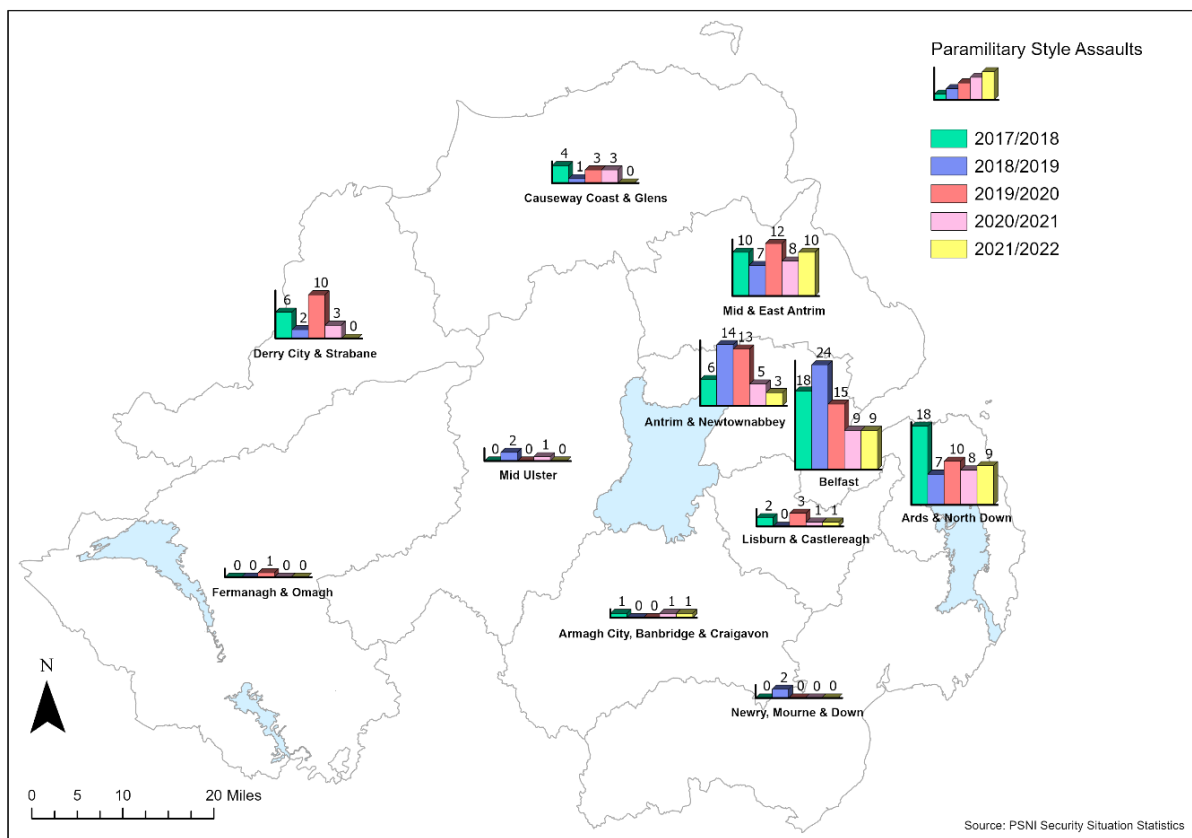 Paramilitary Style Assaults
2017/2018
2018/2019
2019/2020
2020/2021
2021/2022
4 1 3 3 0
Causeway Coast & Glens
10 7 12 8 10
Mid & East Antrim
6 2 10 3 0
Derry City & Strabane
6 14 13 5 3
Antrim & Newtownabbey
18 24 15 9 9
Belfast
18 7 10 8 9
Ards & North Down
0 2 0 1 0
Mid Ulster
2 0 3 1 1
Lisburn & Castlereagh
0 0 1 0 0
Fermanagh & Omagh
1 0 0 1 1
Armagh City, Banbridge & Craigavon
0 2 0 0 0
Newry, Mourne & Down
N
0 5 10 20 Miles
Source: PSNI Security Situation Statistics